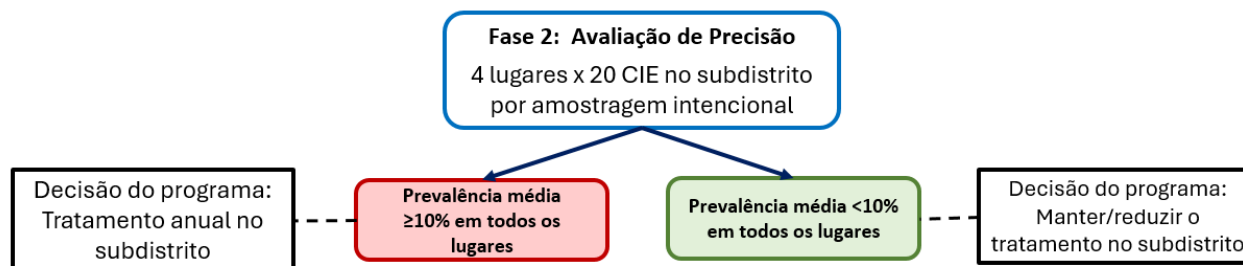 Fase 2: Avaliação de Precisão
4 lugares x 20 CIE no subdistrito
por amostragem intencional
Decisão do programa:
Tratamento anual no
subdistrito
Prevalência média
≥10% em todos os
lugares
Prevalência média <10%
em todos os lugares
Decisão do programa:
Manter/reduzir o
tratamento no subdistrito